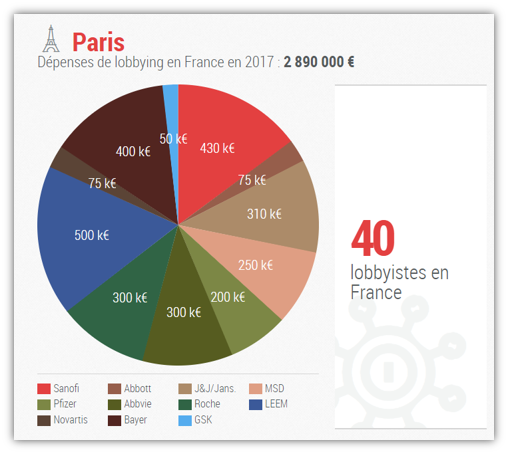 Paris
Dépenses de lobbying en France en 2017 : 2 890 000 €
50 k€
430 k€
400 k€
75 k€
75 k€
310 k€
500 k€
250 k€
300 k€
200 k€
300 k€
40
lobbyistes en
France
Sanofi Abbott J&J/Jans. MSD
Pfizer Abbvie Roche LEEM
Novartis Bayer GSK